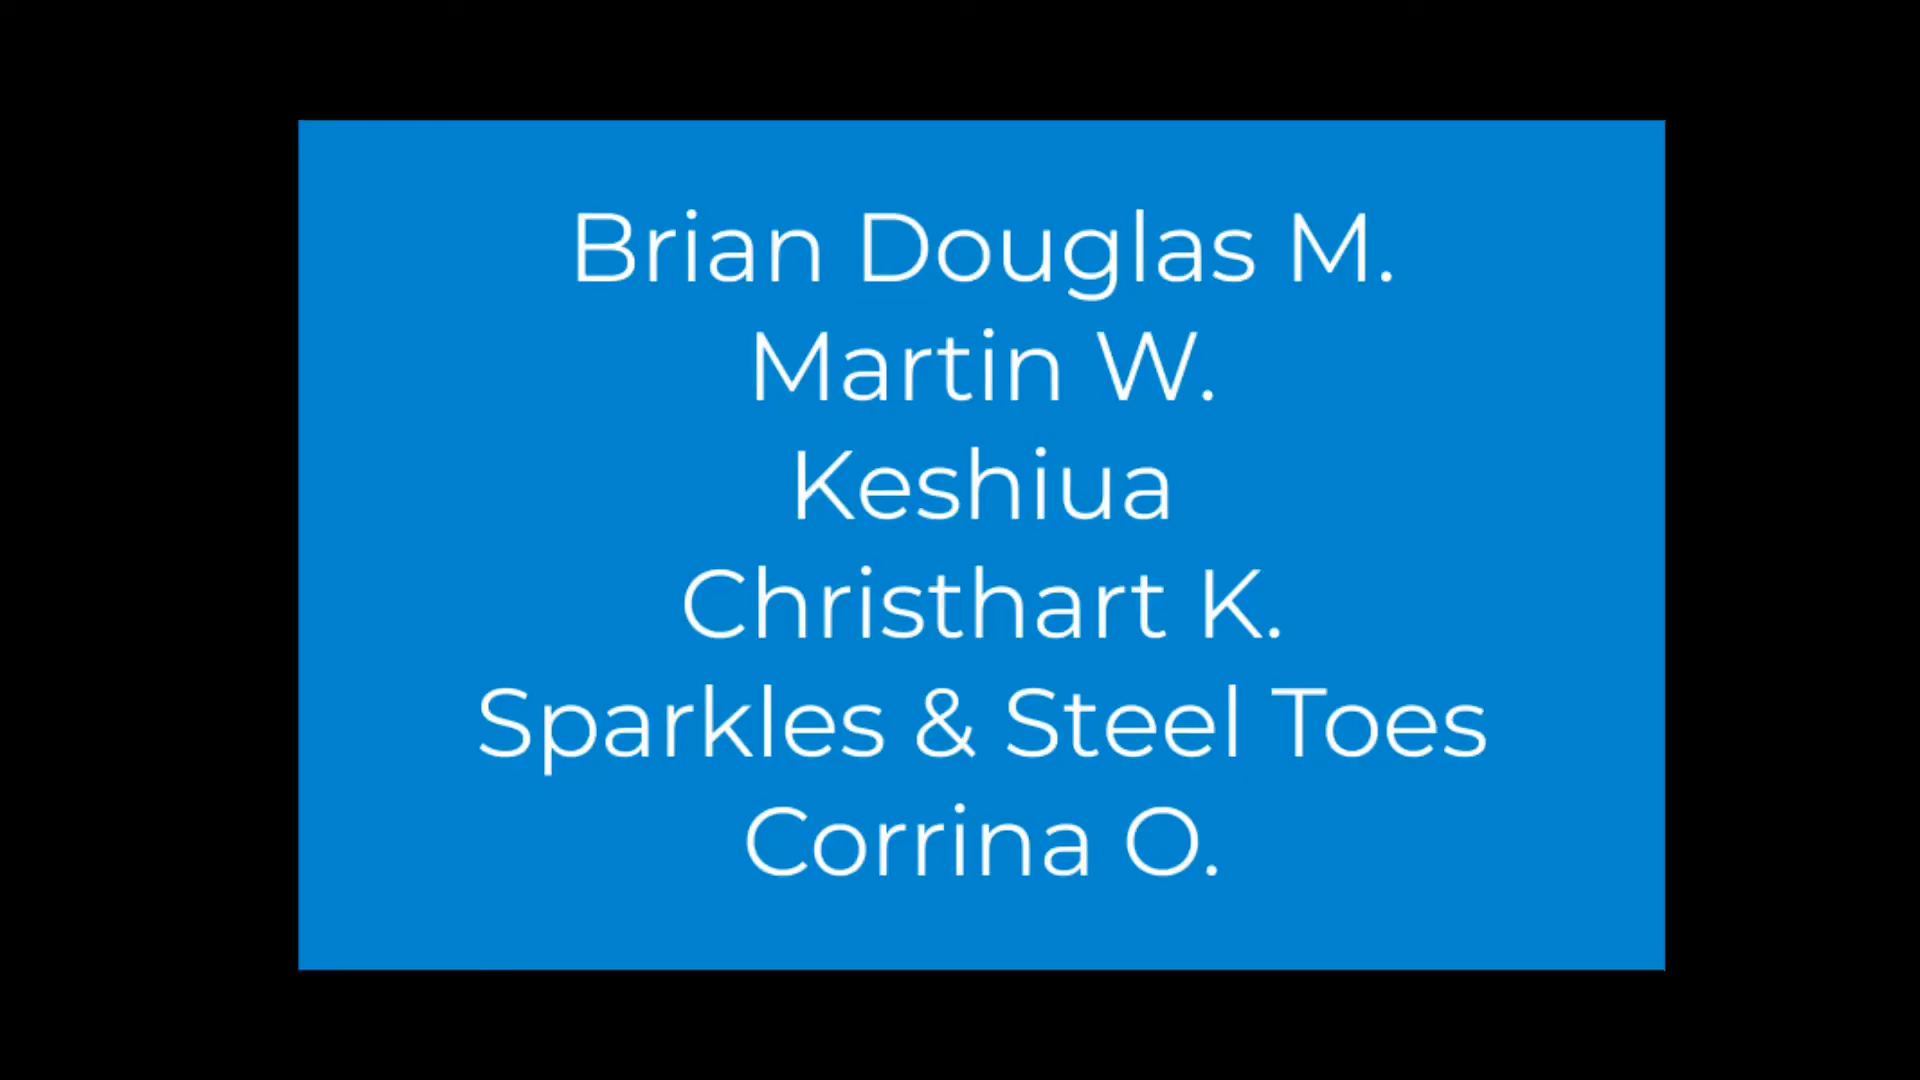 Brian Douglas M.
Martin W.
Keshiua
Christhart K.
Sparkles & Steel Toes
Corrina O.